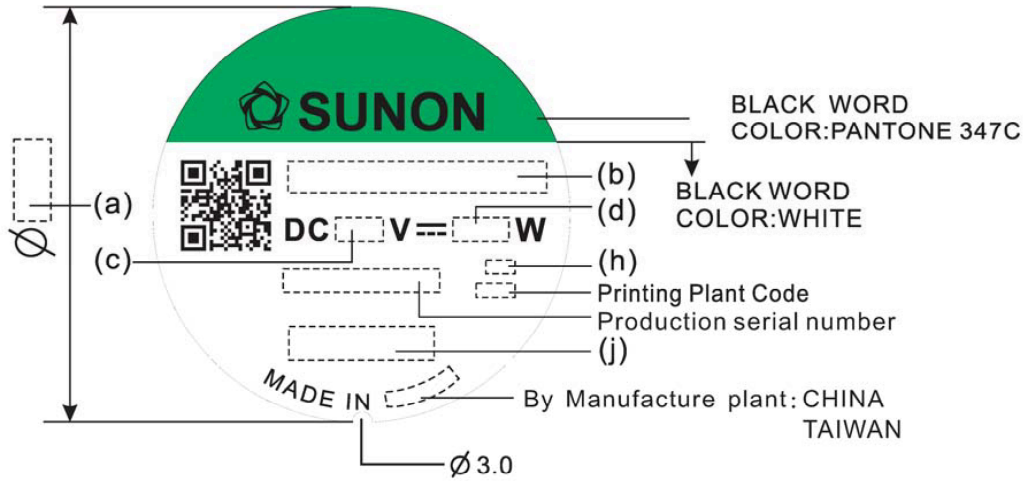 SUNON
BLACK WORD
COLOR:PANTONE 347C
BLACK WORD
COLOR:WHITE
(a)
Ø
(b)
DC V⎓ W
(d)
(c)
(h)
Printing Plant Code
Production serial number
(j)
MADE IN
By Manufacture plant: CHINA
TAIWAN
Ø 3.0